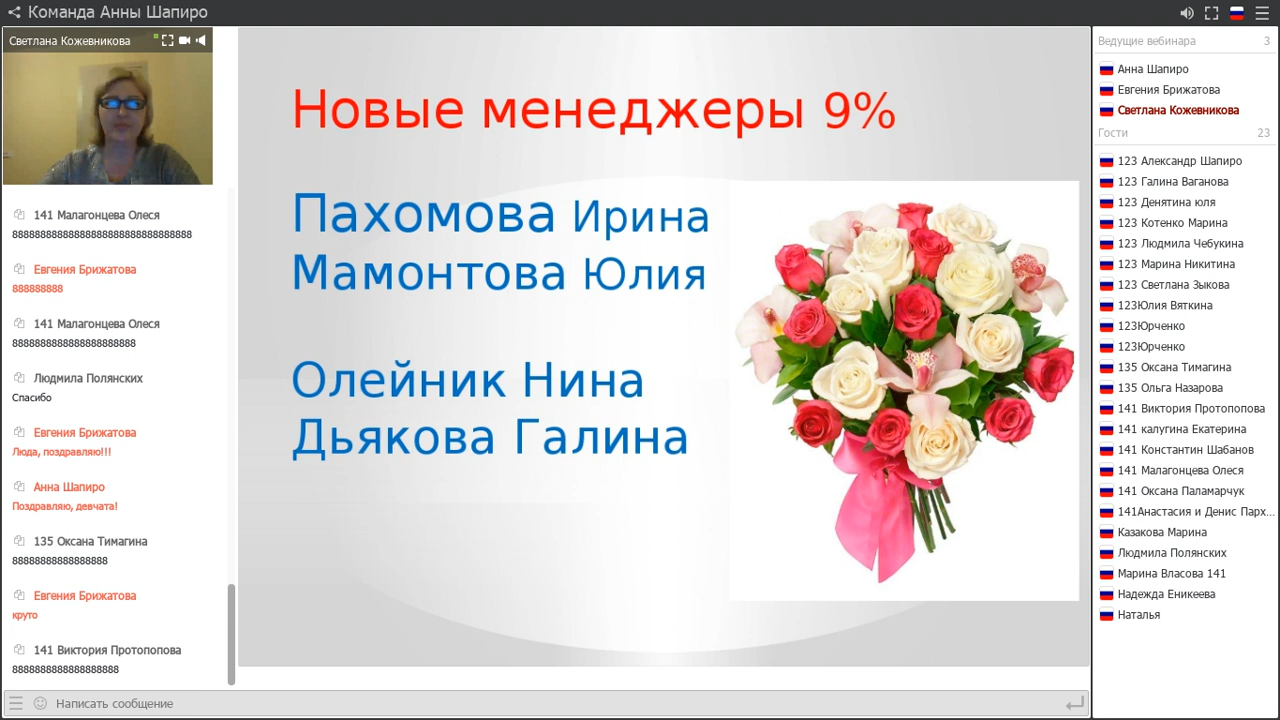 Команда Анны Шапиро
Светлана Кожевникова
141 Малагонцева Олеся
88888888888888888888888888888888
Евгения Брижатова
888888888
141 Малагонцева Олеся
8888888888888888888888
Людмила Полянских
Спасибо
Евгения Брижатова
Люда, поздравляю!!!
Анна Шапиро
Поздравляю, девчата!
135 Оксана Тимагина
88888888888888888
Евгения Брижатова
круто
141 Виктория Протопопова
8888888888888888888
Написать сообщение
Новые менеджеры 9%
Пахомова Ирина
Мамонтова Юлия
Олейник Нина
Дьякова Галина
Ведущие вебинара 3
Анна Шапиро
Евгения Брижатова
Светлана Кожевникова
Гости 23
123 Александр Шапиро
123 Галина Ваганова
123 Денятина юля
123 Котенко Марина
123 Людмила Чебукина
123 Марина Никитина
123 Светлана Зыкова
123Юлия Вяткина
123Юрченко
123Юрченко
135 Оксана Тимагина
135 Ольга Назарова
141 Виктория Протопопова
141 калугина Екатерина
141 Константин Шабанов
141 Малагонцева Олеся
141 Оксана Паламарчук
141Анастасия и Денис Парх...
Казакова Марина
Людмила Полянских
Марина Власова 141
Надежда Еникеева
Наталья